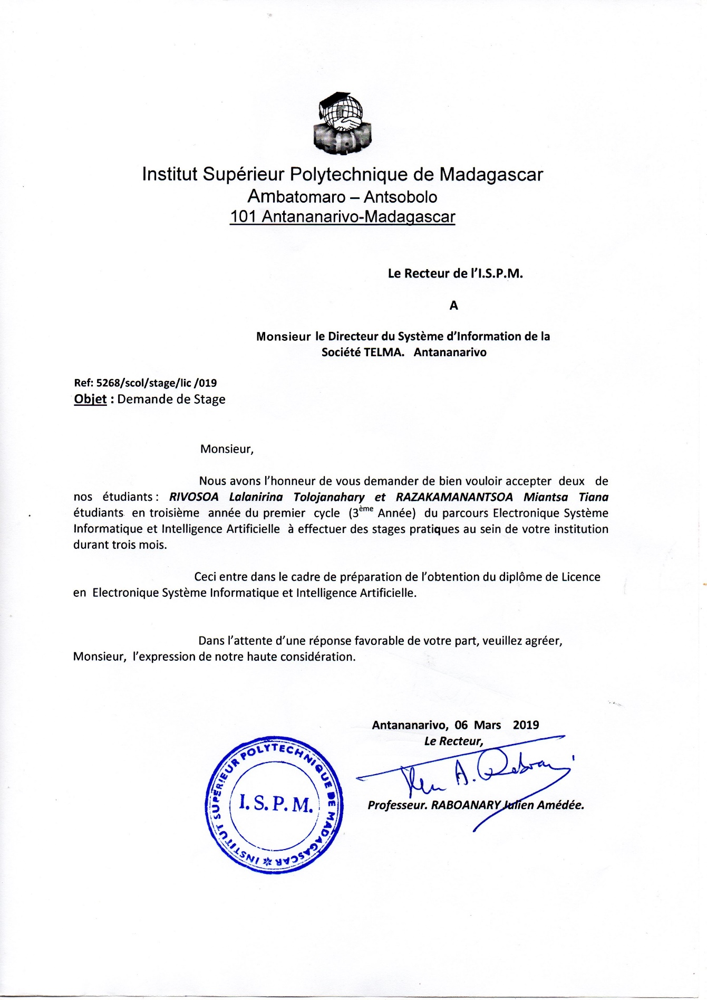 Institut Supérieur Polytechnique de Madagascar
Ambatomaro – Antsobolo
101 Antananarivo-Madagascar
Le Recteur de l'I.S.P.M.
A
Monsieur le Directeur du Système d'Information de la
Société TELMA. Antananarivo
Ref: 5268/scol/stage/lic /019
Objet : Demande de Stage
Monsieur,
Nous avons l'honneur de vous demander de bien vouloir accepter deux de
nos étudiants : RIVOSOA Lalanirina Tolojanahary et RAZAKAMANANTSOA Miantsa Tiana
étudiants en troisième année du premier cycle (3ème Année) du parcours Electronique Système
Informatique et Intelligence Artificielle à effectuer des stages pratiques au sein de votre institution
durant trois mois.
Ceci entre dans le cadre de préparation de l'obtention du diplôme de Licence
en Electronique Système Informatique et Intelligence Artificielle.
Dans l'attente d'une réponse favorable de votre part, veuillez agréer,
Monsieur, l'expression de notre haute considération.
Antananarivo, 06 Mars 2019
Le Recteur,
Professeur. RABOANARY Julien Amédée.
INSTITUT SUPÉRIEUR POLYTECHNIQUE DE MADAGASCAR
I. S. P. M.